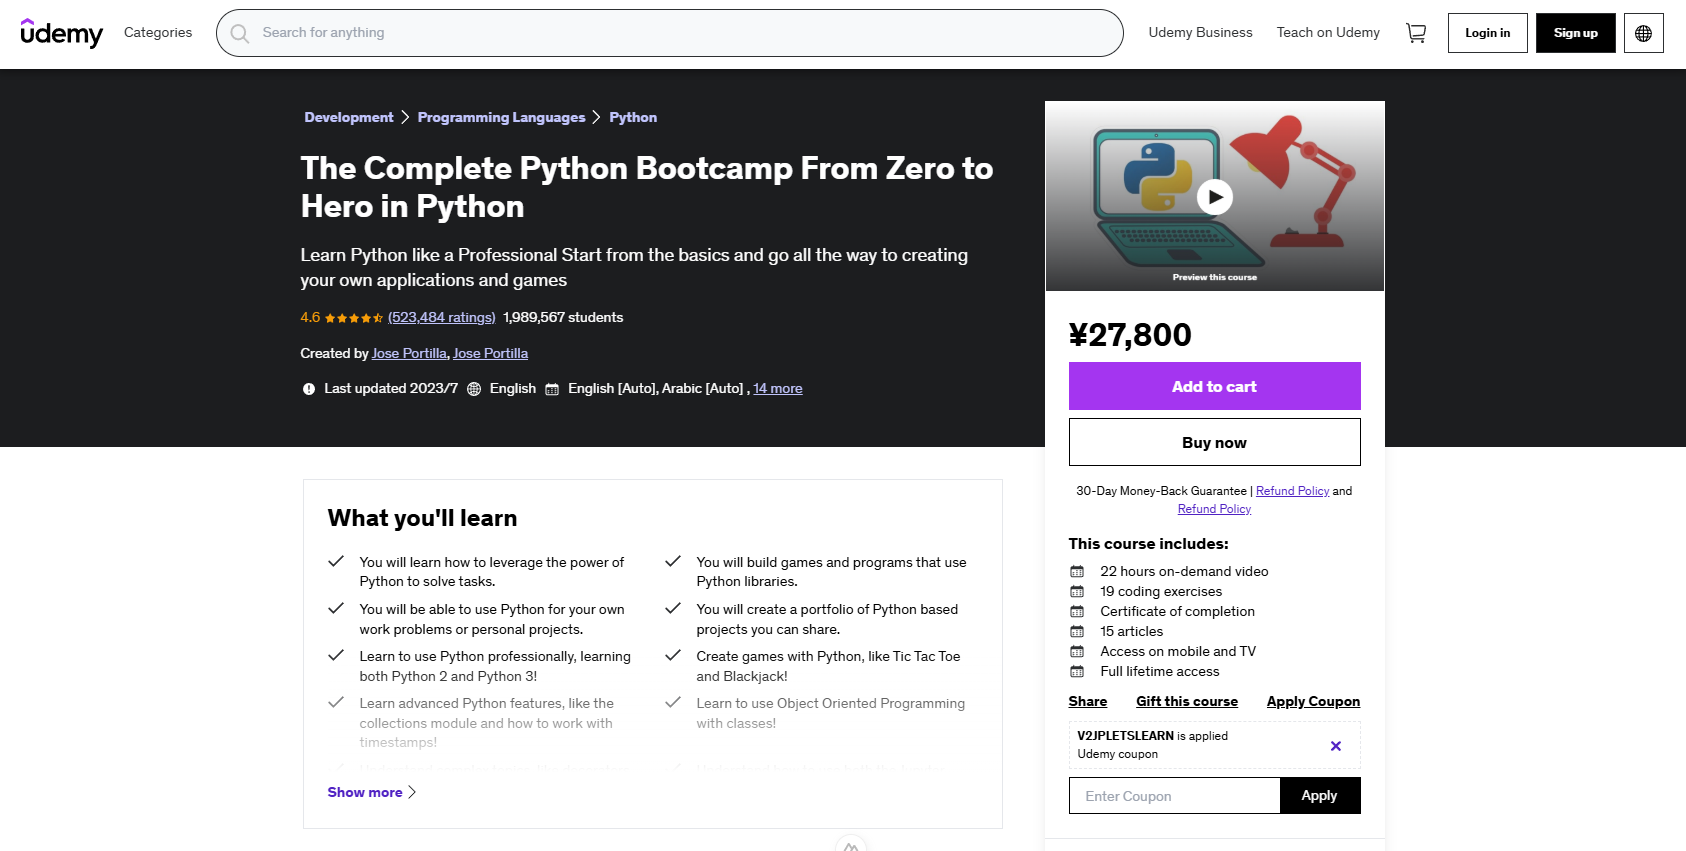 udemy
Categories
Search for anything
Udemy Business
Teach on Udemy
Login in
Sign up
Development
Programming Languages
Python
The Complete Python Bootcamp From Zero to
Hero in Python
Learn Python like a Professional Start from the basics and go all the way to creating
your own applications and games
4.6 (523,484 ratings) 1,989,567 students
Created by Jose Portilla, Jose Portilla
Last updated 2023/7 English English [Auto], Arabic [Auto] , 14 more
Preview this course
¥27,800
Add to cart
Buy now
30-Day Money-Back Guarantee | Refund Policy and
Refund Policy
This course includes:
22 hours on-demand video
19 coding exercises
Certificate of completion
15 articles
Access on mobile and TV
Full lifetime access
Share
Gift this course
Apply Coupon
V2JPLETSLEARN is applied
Udemy coupon
Enter Coupon
Apply
What you'll learn
You will learn how to leverage the power of
Python to solve tasks.
You will build games and programs that use
Python libraries.
You will be able to use Python for your own
work problems or personal projects.
You will create a portfolio of Python based
projects you can share.
Learn to use Python professionally, learning
both Python 2 and Python 3!
Create games with Python, like Tic Tac Toe
and Blackjack!
Learn advanced Python features, like the
collections module and how to work with
timestamps!
Learn to use Object Oriented Programming
with classes!
Show more